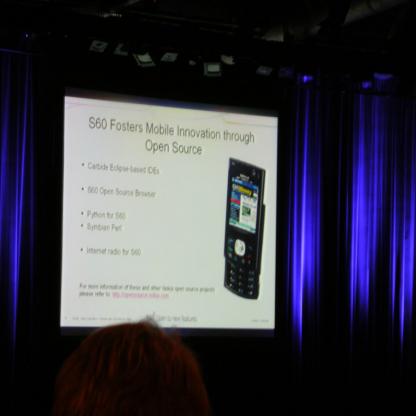 S60 Fosters Mobile Innovation through
Open Source
• Carbide Eclipse-based IDEs
• S60 Open Source Browser
• Python for S60
• Symbian Perl
• Internet radio for S60
For more information of these and other Nokia open source projects
please refer to http://opensource.nokia.com
Open to new features